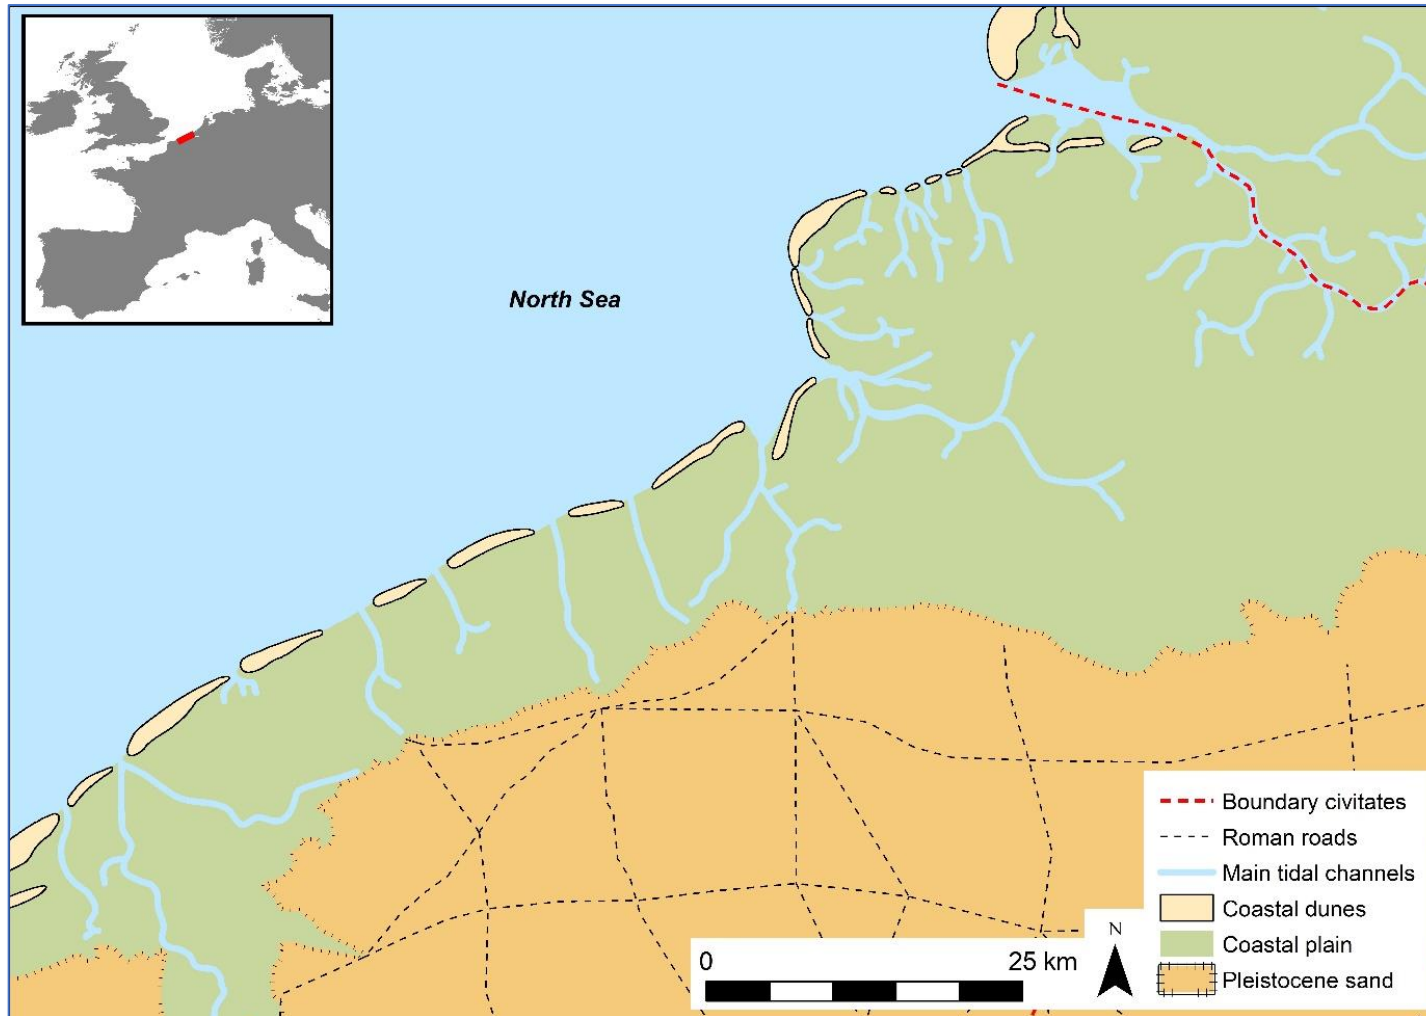 North Sea
Boundary civitates
Roman roads
Main tidal channels
Coastal dunes
Coastal plain
Pleistocene sand
N
0 25 km